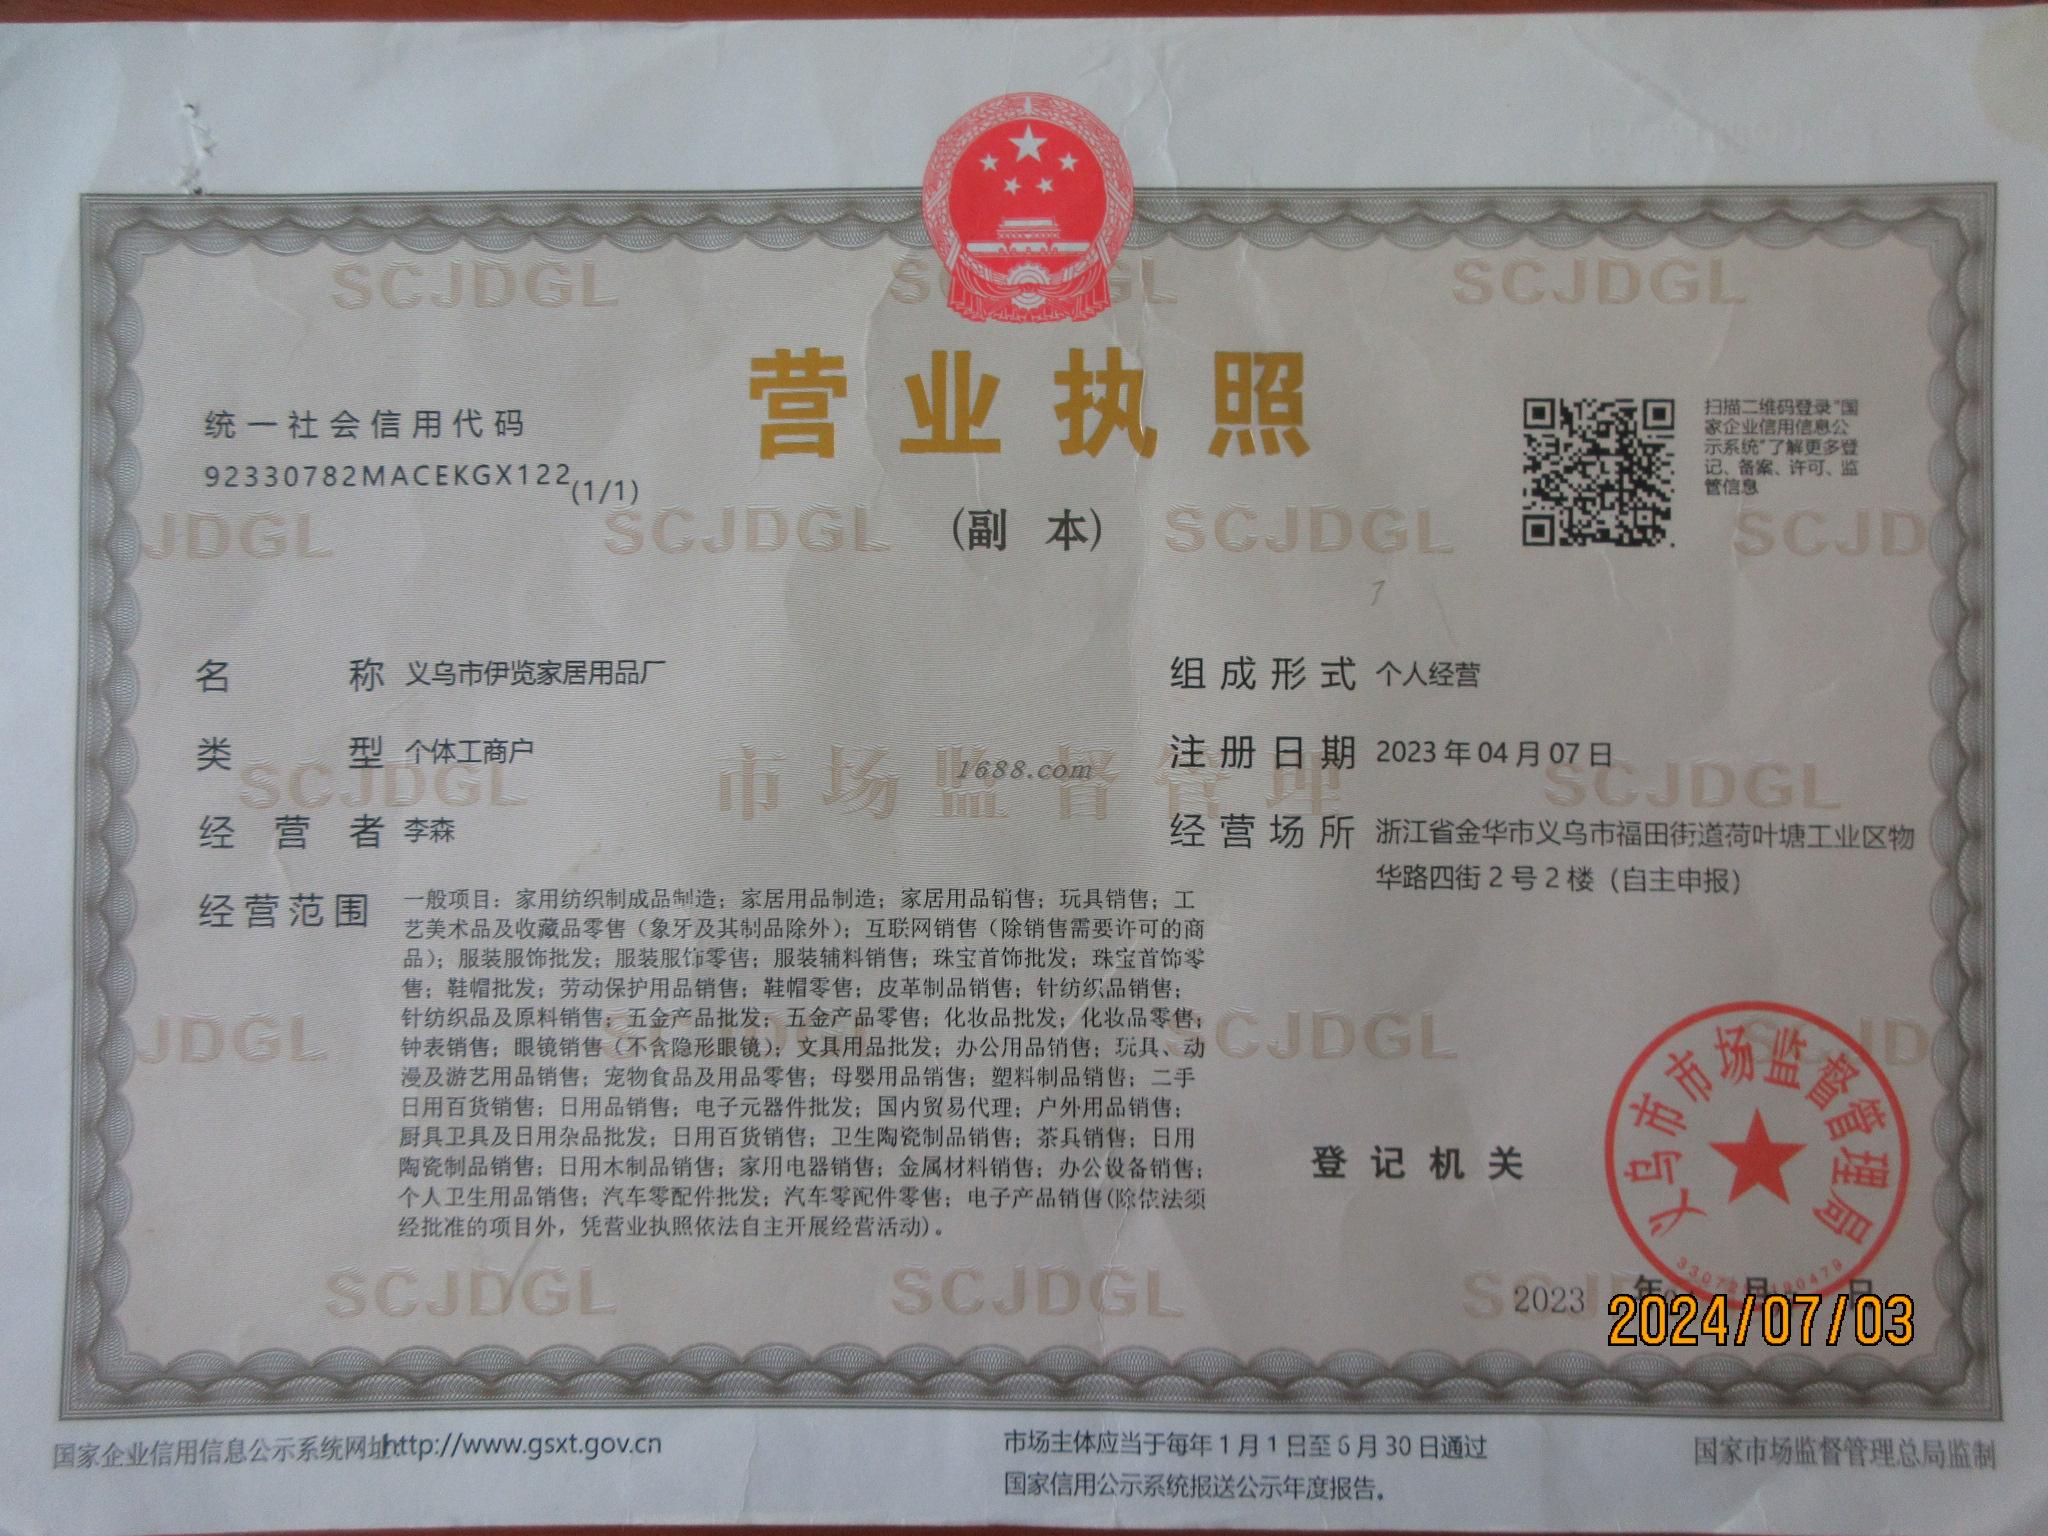 营业执照
(副 本)
统一社会信用代码
92330782MACEKGX122(1/1)
扫描二维码登录"国
家企业信用信息公
示系统"了解更多登
记、备案、许可、监
管信息
名 称 义乌市伊览家居用品厂
类 型 个体工商户
经 营 者 李森
经营范围 一般项目：家用纺织制成品制造；家居用品制造；家居用品销售；玩具销售；工
艺美术品及收藏品零售（象牙及其制品除外）；互联网销售（除销售需要许可的商
品）；服装服饰批发；服装服饰零售；服装辅料销售；珠宝首饰批发；珠宝首饰零
售；鞋帽批发；劳动保护用品销售；鞋帽零售；皮革制品销售；针纺织品销售；
针纺织品及原料销售；五金产品批发；五金产品零售；化妆品批发；化妆品零售；
钟表销售；眼镜销售（不含隐形眼镜）；文具用品批发；办公用品销售；玩具、动
漫及游艺用品销售；宠物食品及用品零售；母婴用品销售；塑料制品销售；二手
日用百货销售；日用品销售；电子元器件批发；国内贸易代理；户外用品销售；
厨具卫具及日用杂品批发；日用百货销售；卫生陶瓷制品销售；茶具销售；日用
陶瓷制品销售；日用木制品销售；家用电器销售；金属材料销售；办公设备销售；
个人卫生用品销售；汽车零配件批发；汽车零配件零售；电子产品销售(除依法须
经批准的项目外，凭营业执照依法自主开展经营活动)。
组成形式 个人经营
注册日期 2023年04月07日
经营场所 浙江省金华市义乌市福田街道荷叶塘工业区物
华路四街2号2楼（自主申报）
1688.com
市场监督管理
SCJDGL
登记机关
义乌市市场监督管理局
2023 年 月 日
2024/07/03
国家企业信用信息公示系统网址http://www.gsxt.gov.cn
市场主体应当于每年1月1日至6月30日通过
国家信用公示系统报送公示年度报告。
国家市场监督管理总局监制